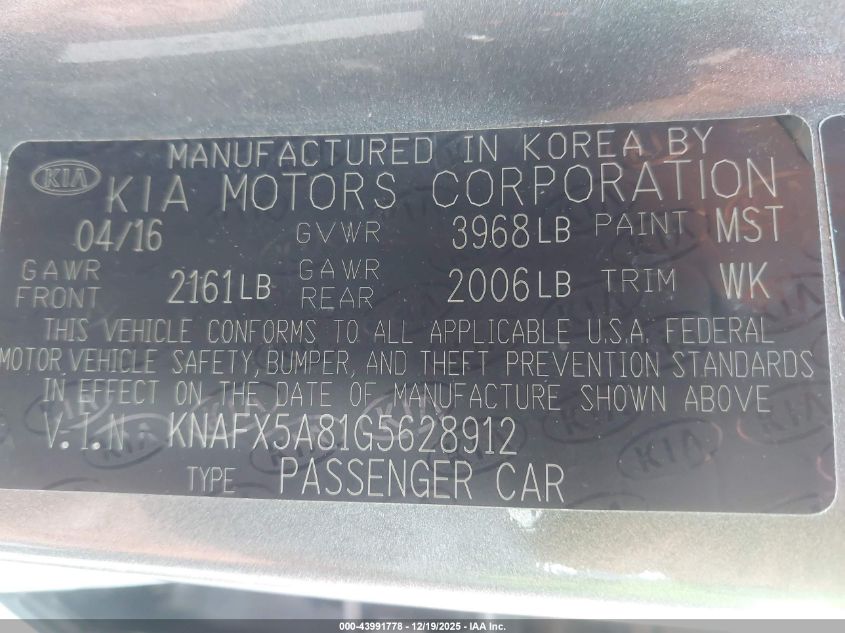 MANUFACTURED IN KOREA BY
KIA KIA MOTORS CORPORATION
04/16 GVWR 3968LB PAINT MST
GAWR FRONT 2161LB GAWR REAR 2006LB TRIM WK
THIS VEHICLE CONFORMS TO ALL APPLICABLE U.S.A. FEDERAL
MOTOR VEHICLE SAFETY, BUMPER, AND THEFT PREVENTION STANDARDS
IN EFFECT ON THE DATE OF MANUFACTURE SHOWN ABOVE
V.I.N KNAFX5A81G5628912
TYPE PASSENGER CAR
000-43991778 - 12/19/2025 - IAA Inc.